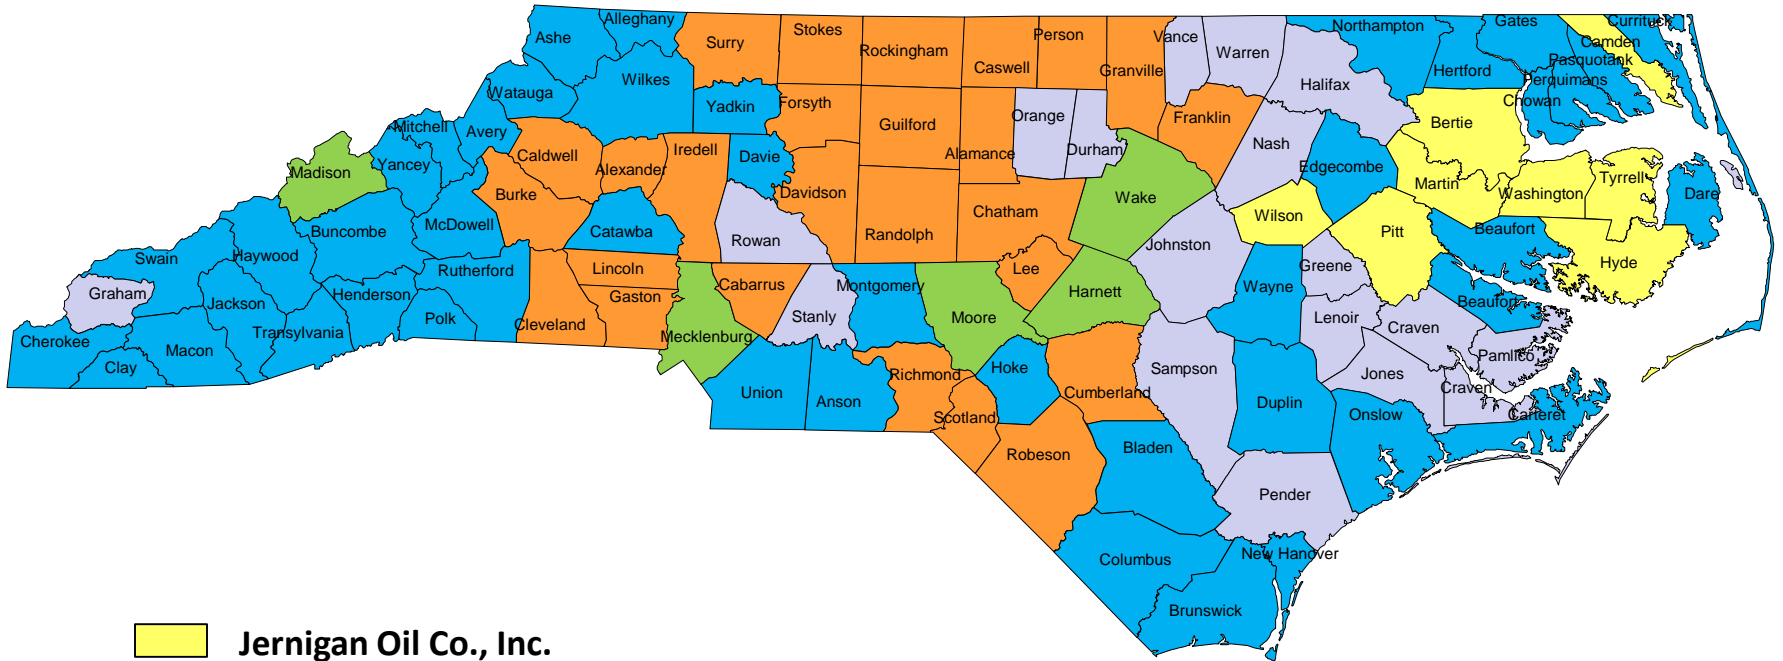 Alleghany
Ashe
Surry
Stokes
Rockingham
Caswell
Person
Granville
Vance
Warren
Northampton
Gates
Currituck
Camden
Pasquotank
Perquimans
Chowan
Hertford
Halifax
Wilkes
Watauga
Yadkin
Forsyth
Guilford
Alamance
Orange
Durham
Franklin
Nash
Edgecombe
Bertie
Mitchell
Avery
Yancey
Madison
Caldwell
Alexander
Iredell
Davie
Davidson
Burke
McDowell
Catawba
Rowan
Randolph
Chatham
Wake
Johnston
Wilson
Pitt
Martin
Washington
Tyrrell
Dare
Beaufort
Hyde
Swain
Haywood
Buncombe
Rutherford
Lincoln
Gaston
Cabarrus
Montgomery
Lee
Harnett
Wayne
Greene
Graham
Jackson
Henderson
Polk
Cleveland
Mecklenburg
Stanly
Moore
Lenoir
Craven
Beaufort
Pamlico
Cherokee
Clay
Macon
Transylvania
Union
Anson
Richmond
Scotland
Hoke
Cumberland
Sampson
Duplin
Jones
Craven
Carteret
Onslow
Robeson
Bladen
Pender
Columbus
New Hanover
Brunswick
Jernigan Oil Co., Inc.